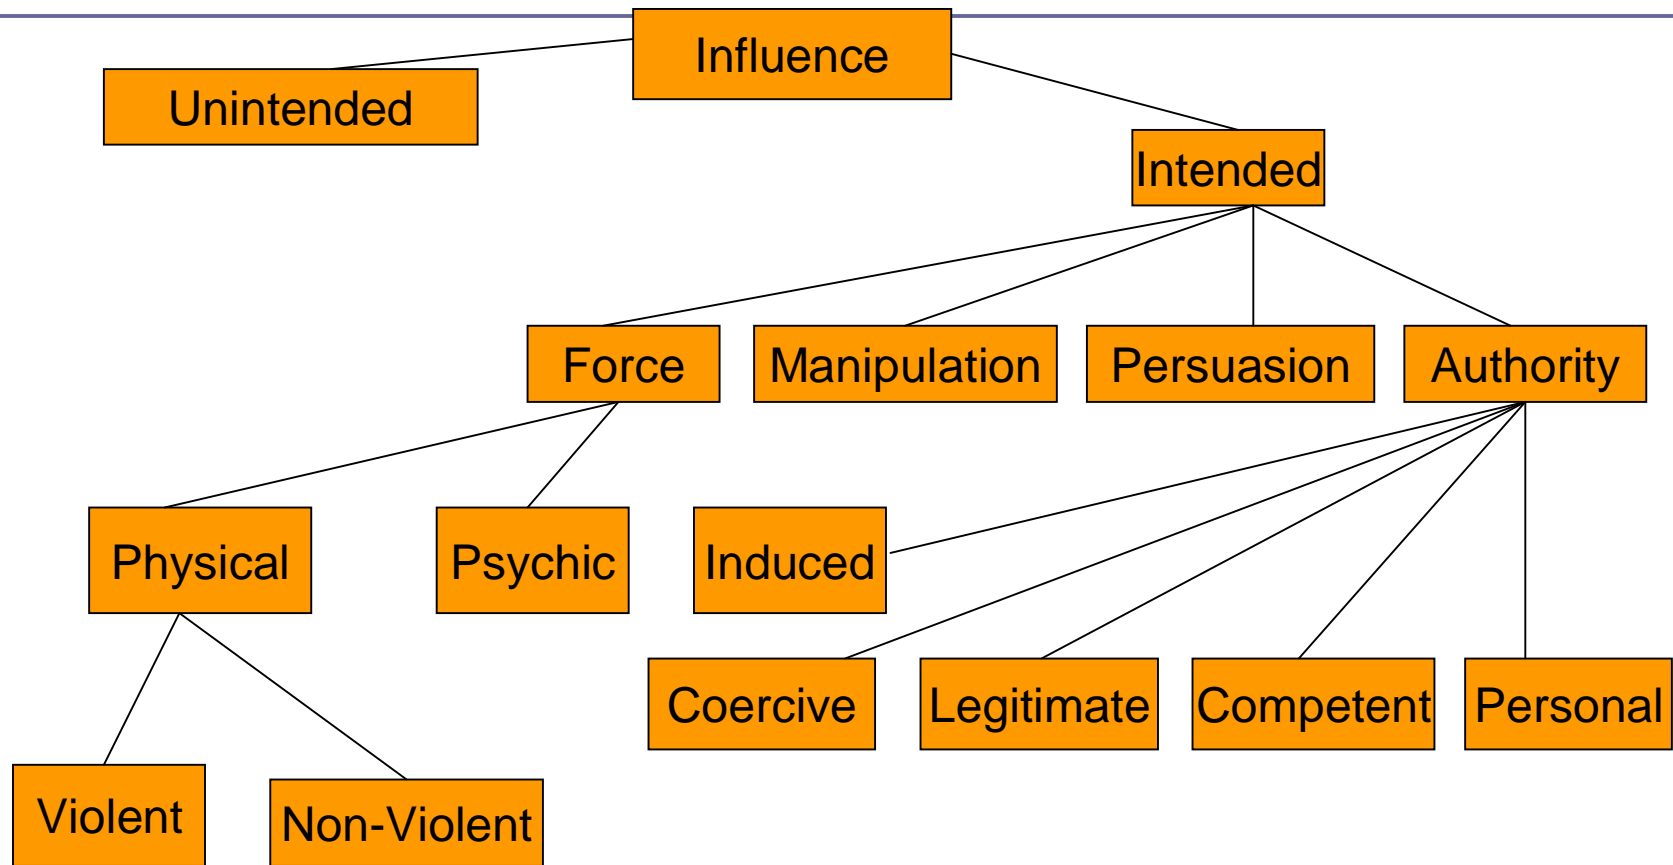 Influence
Unintended
Intended
Force
Manipulation
Persuasion
Authority
Physical
Psychic
Induced
Coercive
Legitimate
Competent
Personal
Violent
Non-Violent